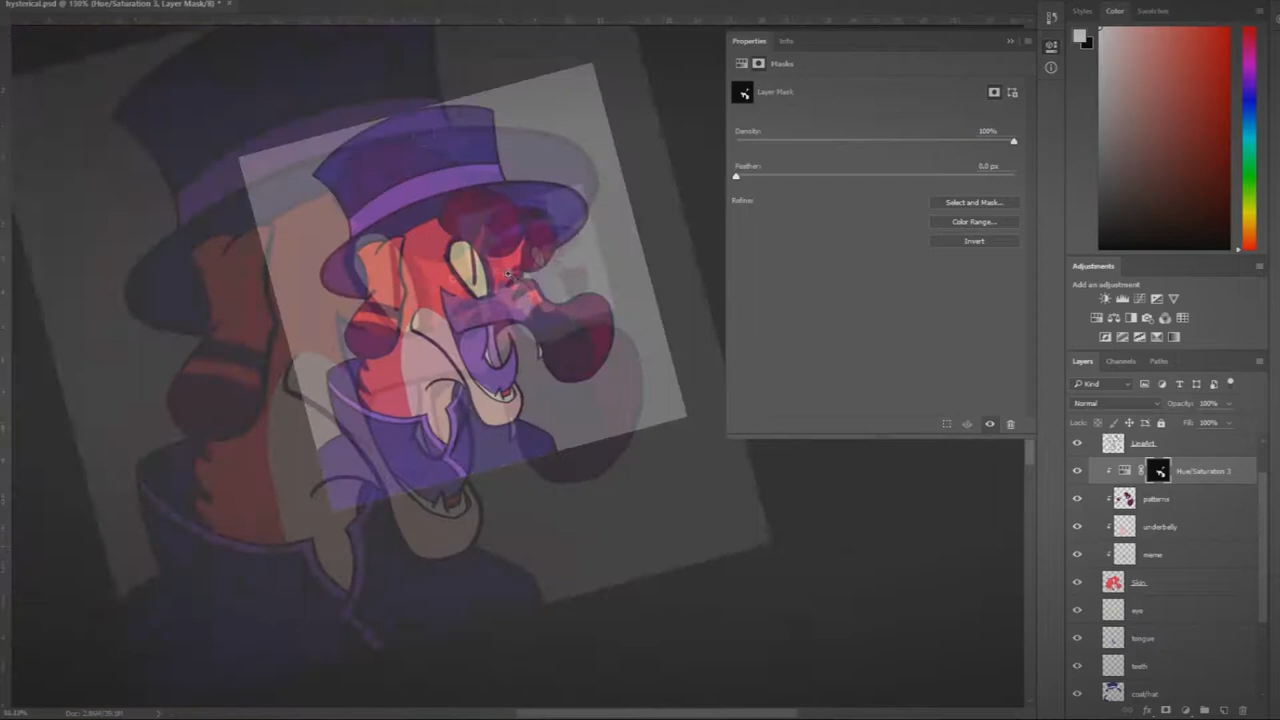 hysterical.psd @ 130% (Hue/Saturation 3, Layer Mask/8) *
Styles Color Swatches
Properties Info
Masks
Layer Mask
Density: 100%
Feather: 0.0 px
Refine:
Select and Mask...
Color Range...
Invert
Adjustments
Add an adjustment
Layers Channels Paths
Kind
Normal Opacity: 100%
Lock: Fill: 100%
LineArt
Hue/Saturation 3
patterns
underbelly
meme
Skin
eye
tongue
teeth
coat/hat
fx